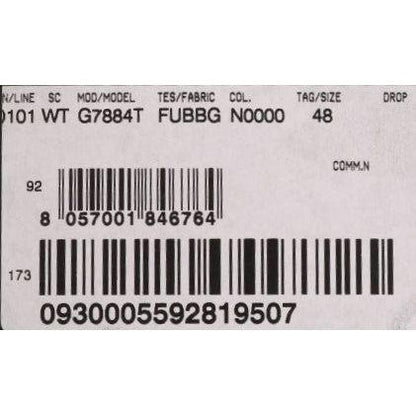 N/LINE SC MOD/MODEL TES/FABRIC COL. TAG/SIZE DROP
0101 WT G7884T FUBBG N0000 48
COMM.N
92
8 057001 846764
173
0930005592819507